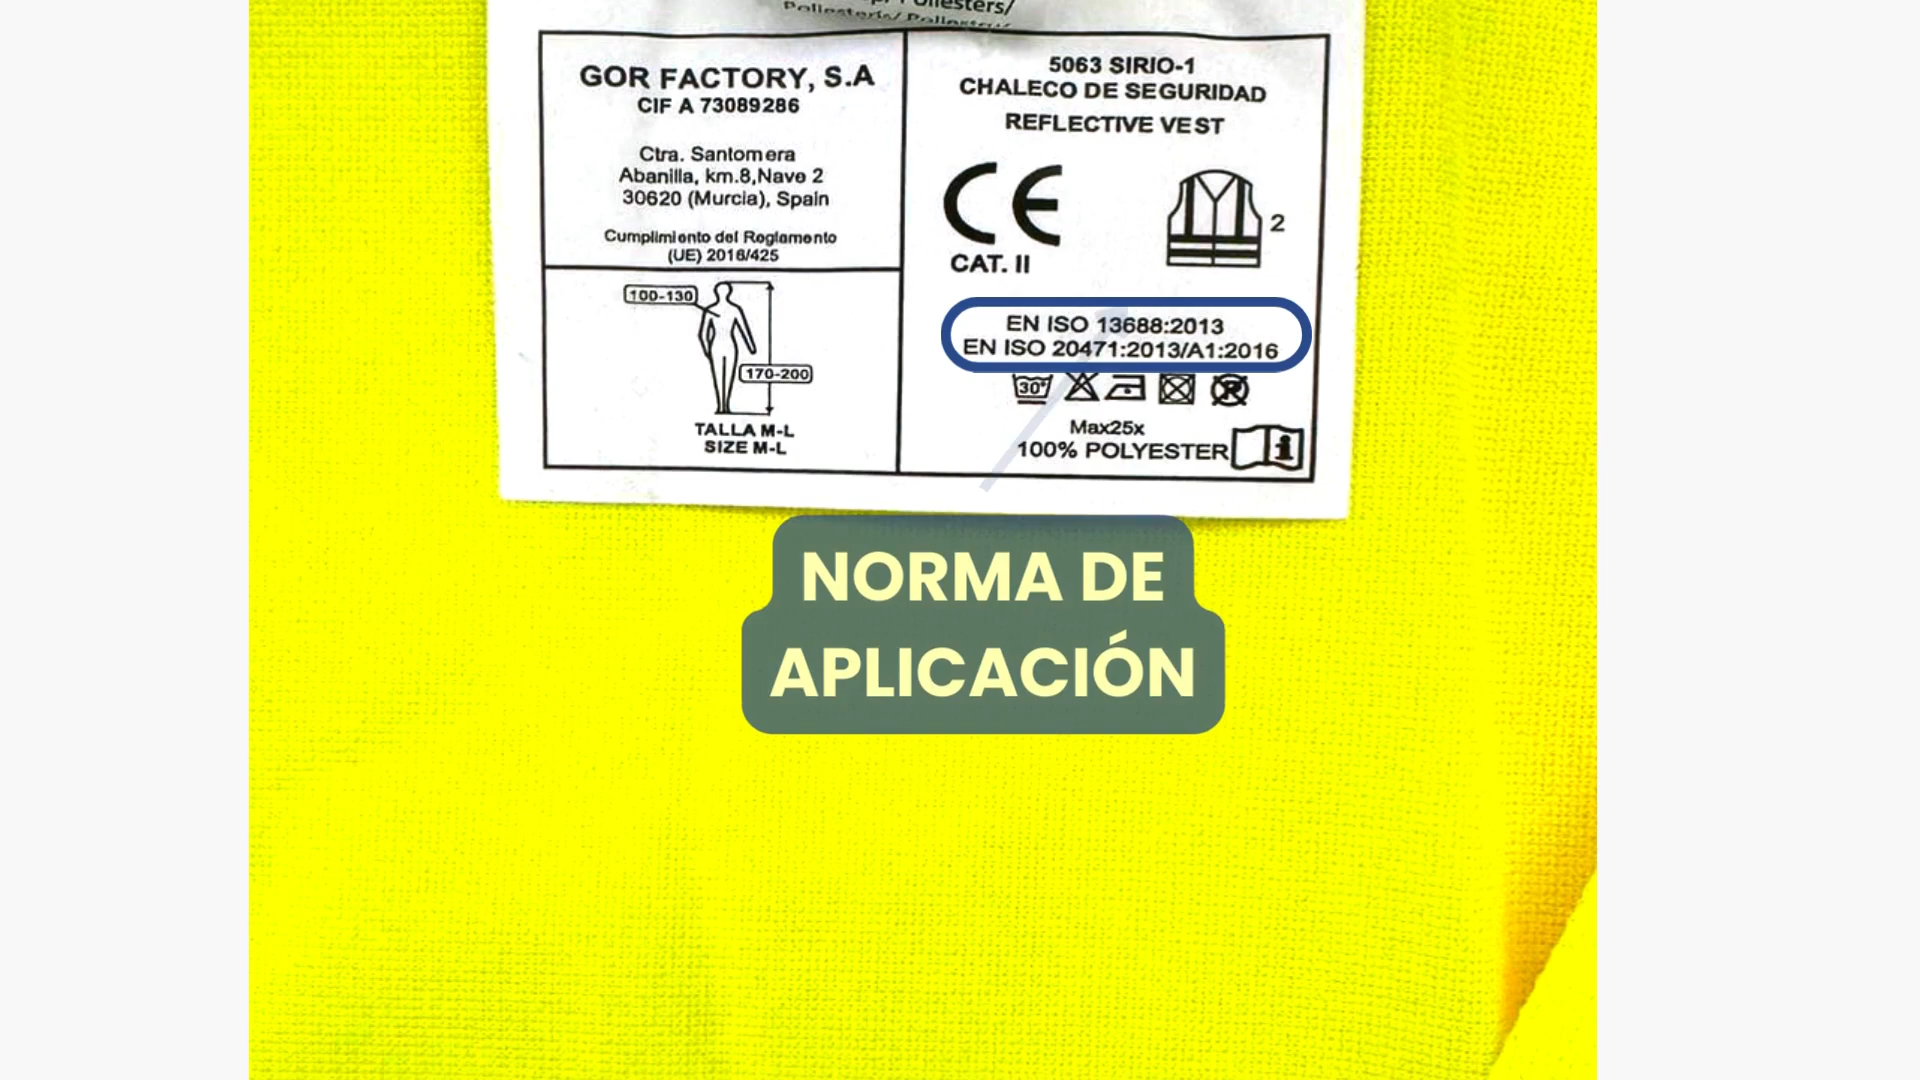 Poliesters/
GOR FACTORY, S.A
CIF A 73089286
Ctra. Santomera
Abanilla, km.8,Nave 2
30620 (Murcia), Spain
Cumplimiento del Reglamento
(UE) 2016/425
100-130
170-200
TALLA M-L
SIZE M-L
5063 SIRIO-1
CHALECO DE SEGURIDAD
REFLECTIVE VEST
CE
2
CAT. II
EN ISO 13688:2013
EN ISO 20471:2013/A1:2016
30°
Max25x
100% POLYESTER
NORMA DE
APLICACIÓN